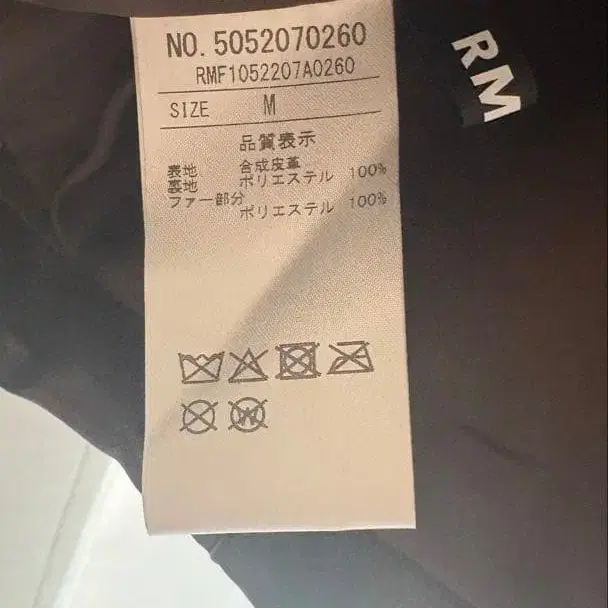 NO. 5052070260
RMF1052207A0260
SIZE M
品質表示
表地 合成皮革
裏地 ポリエステル 100%
ファー部分
ポリエステル 100%
RM